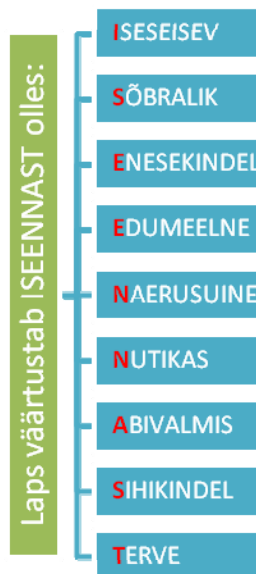 Laps väärtustab ISEENNAST olles:
ISESEISEV
SÕBRALIK
ENESEKINDEL
EDUMEELNE
NAERUSUINE
NUTIKAS
ABIVALMIS
SIHIKINDEL
TERVE